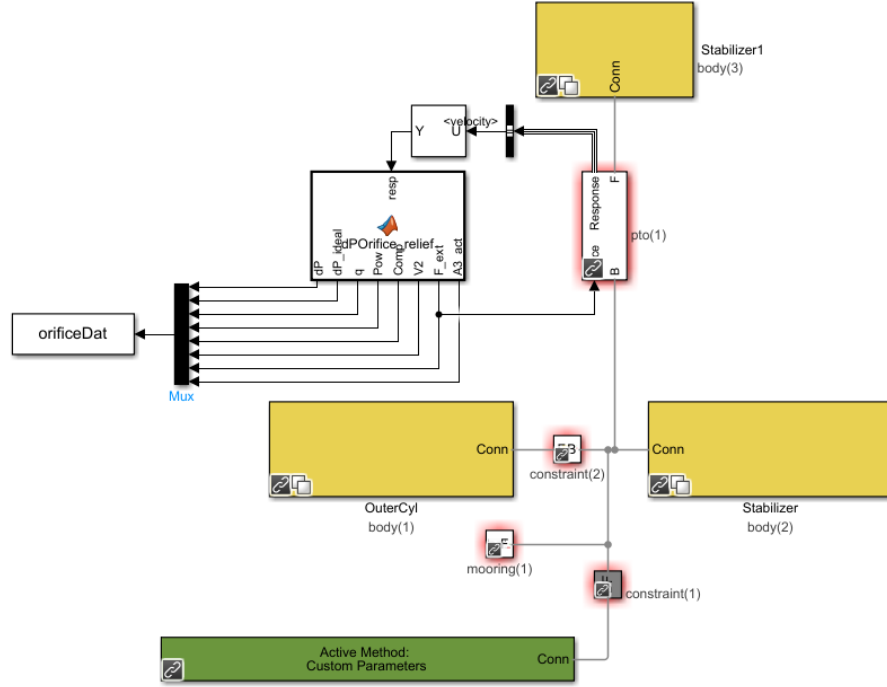 Stabilizer1
body(3)
Conn
<velocity>
Y
U
resp
Response
F
pto(1)
ce
B
dPOrifice_relief
dP
dP_ideal
q
Pow
Comp
V2
F_ext
A3_act
orificeDat
Mux
Conn
B
Conn
constraint(2)
OuterCyl
body(1)
Stabilizer
body(2)
mooring(1)
constraint(1)
Active Method:
Custom Parameters
Conn